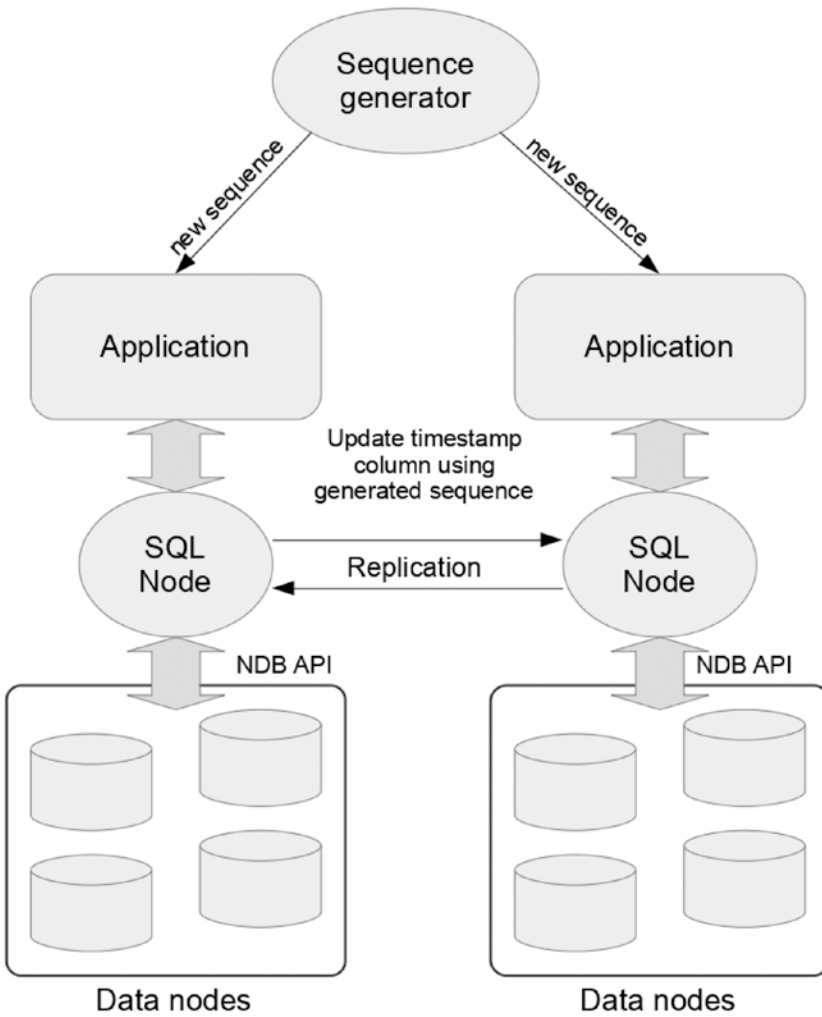 Sequence
generator
new sequence
new sequence
Application
Application
Update timestamp
column using
generated sequence
SQL
Node
Replication
SQL
Node
NDB API
NDB API
Data nodes
Data nodes